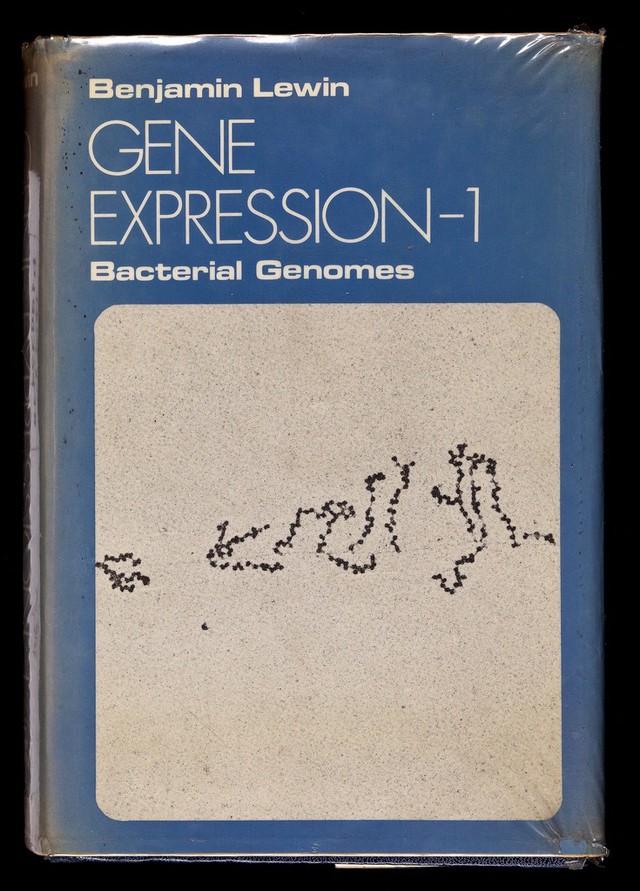 Benjamin Lewin
GENE
EXPRESSION-1
Bacterial Genomes